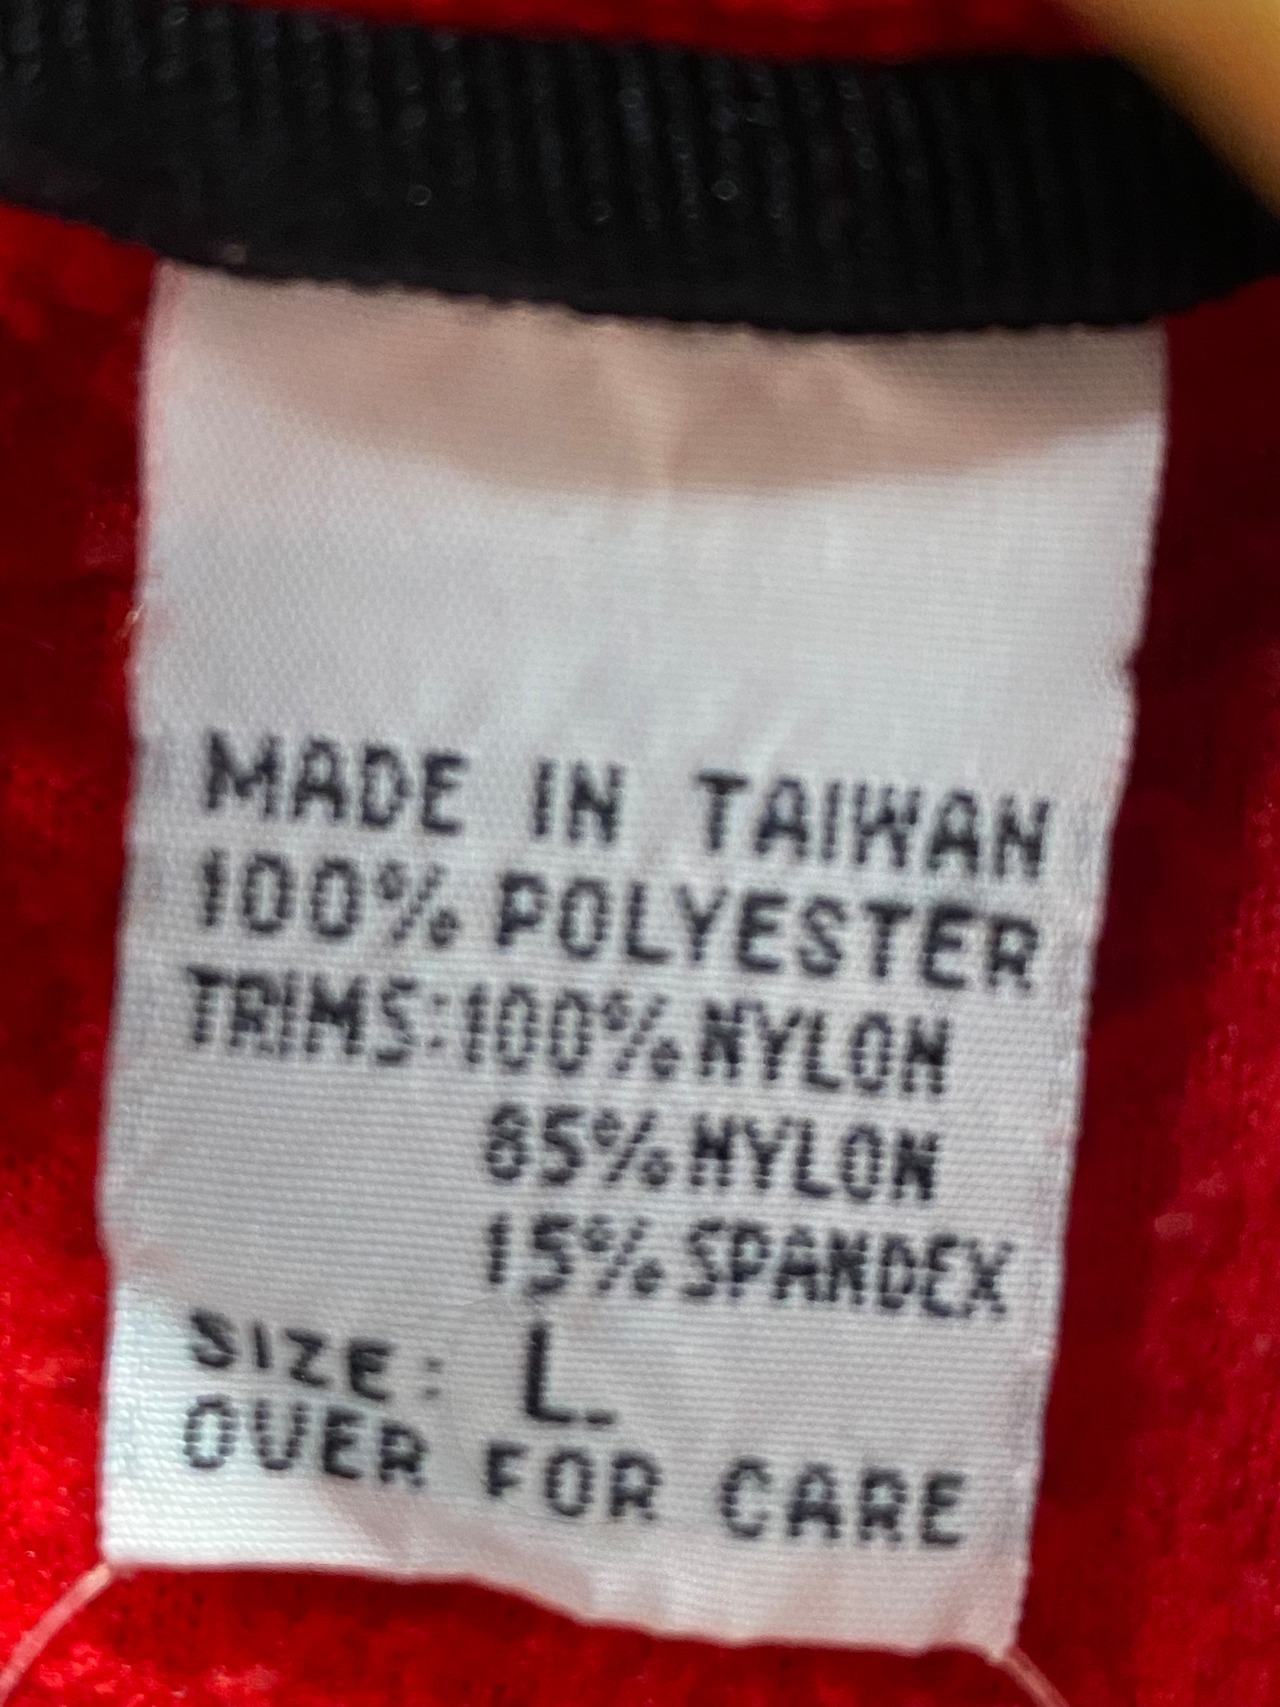 MADE IN TAIWAN
100% POLYESTER
TRIMS:100% NYLON
85% NYLON
15% SPANDEX
SIZE: L.
OVER FOR CARE